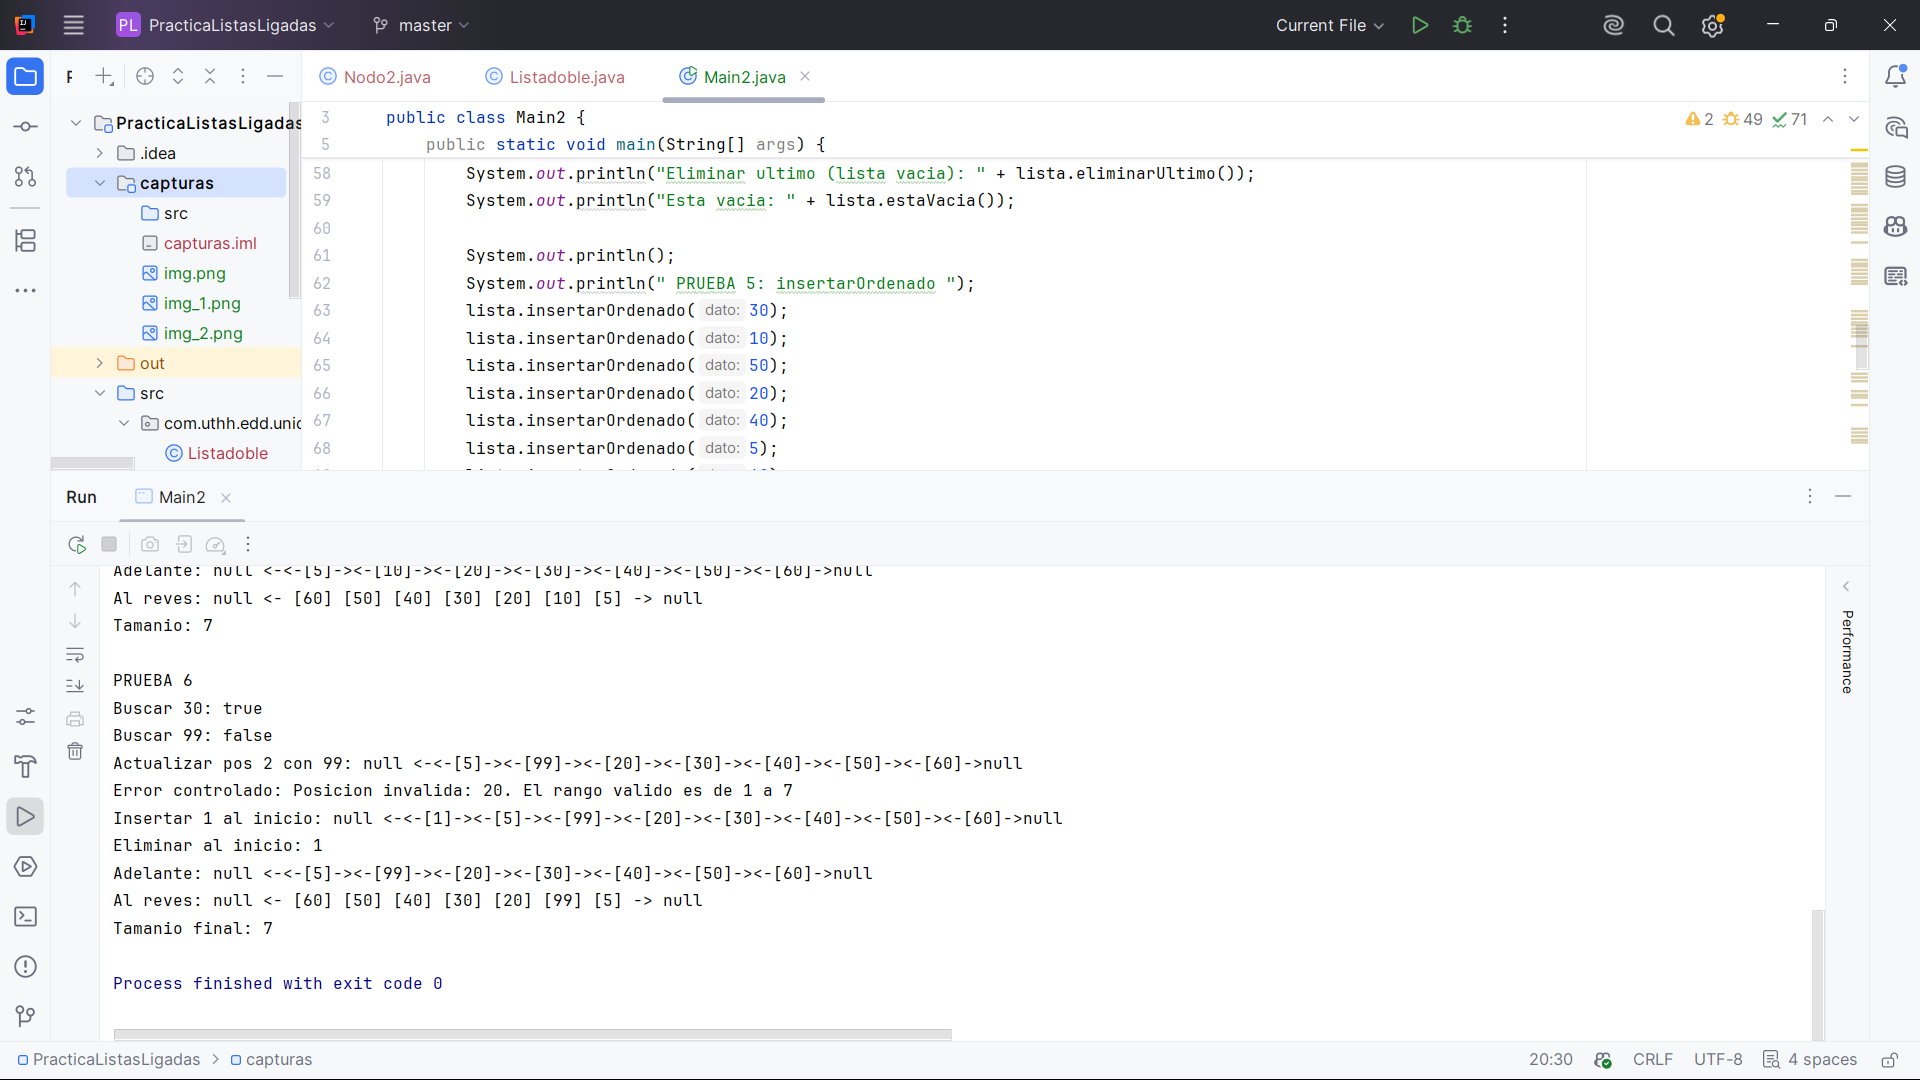 PL PracticaListasLigadas master Current File
Nodo2.java Listadoble.java Main2.java
PracticaListasLigadas
.idea
capturas
src
capturas.iml
img.png
img_1.png
img_2.png
out
src
com.uthh.edd.unic
Listadoble
3 public class Main2 {
5 public static void main(String[] args) {
2 49 71
58 System.out.println("Eliminar ultimo (lista vacia): " + lista.eliminarUltimo());
59 System.out.println("Esta vacia: " + lista.estaVacia());
60
61 System.out.println();
62 System.out.println(" PRUEBA 5: insertarOrdenado ");
63 lista.insertarOrdenado( dato: 30);
64 lista.insertarOrdenado( dato: 10);
65 lista.insertarOrdenado( dato: 50);
66 lista.insertarOrdenado( dato: 20);
67 lista.insertarOrdenado( dato: 40);
68 lista.insertarOrdenado( dato: 5);
Run Main2
Adelante: null <-<-[5]-><-[10]-><-[20]-><-[30]-><-[40]-><-[50]-><-[60]->null
Al reves: null <- [60] [50] [40] [30] [20] [10] [5] -> null
Tamanio: 7
PRUEBA 6
Buscar 30: true
Buscar 99: false
Actualizar pos 2 con 99: null <-<-[5]-><-[99]-><-[20]-><-[30]-><-[40]-><-[50]-><-[60]->null
Error controlado: Posicion invalida: 20. El rango valido es de 1 a 7
Insertar 1 al inicio: null <-<-[1]-><-[5]-><-[99]-><-[20]-><-[30]-><-[40]-><-[50]-><-[60]->null
Eliminar al inicio: 1
Adelante: null <-<-[5]-><-[99]-><-[20]-><-[30]-><-[40]-><-[50]-><-[60]->null
Al reves: null <- [60] [50] [40] [30] [20] [99] [5] -> null
Tamanio final: 7
Process finished with exit code 0
Performance
PracticaListasLigadas > capturas
20:30 CRLF UTF-8 4 spaces